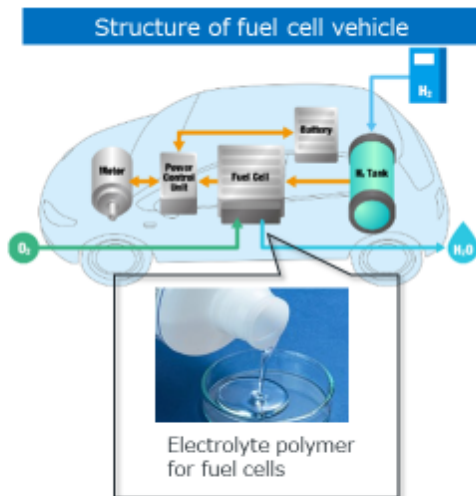 Structure of fuel cell vehicle
H₂
Battery
Motor
Power
Control
Unit
Fuel Cell
H₂ Tank
O₂
H₂O
Electrolyte polymer
for fuel cells